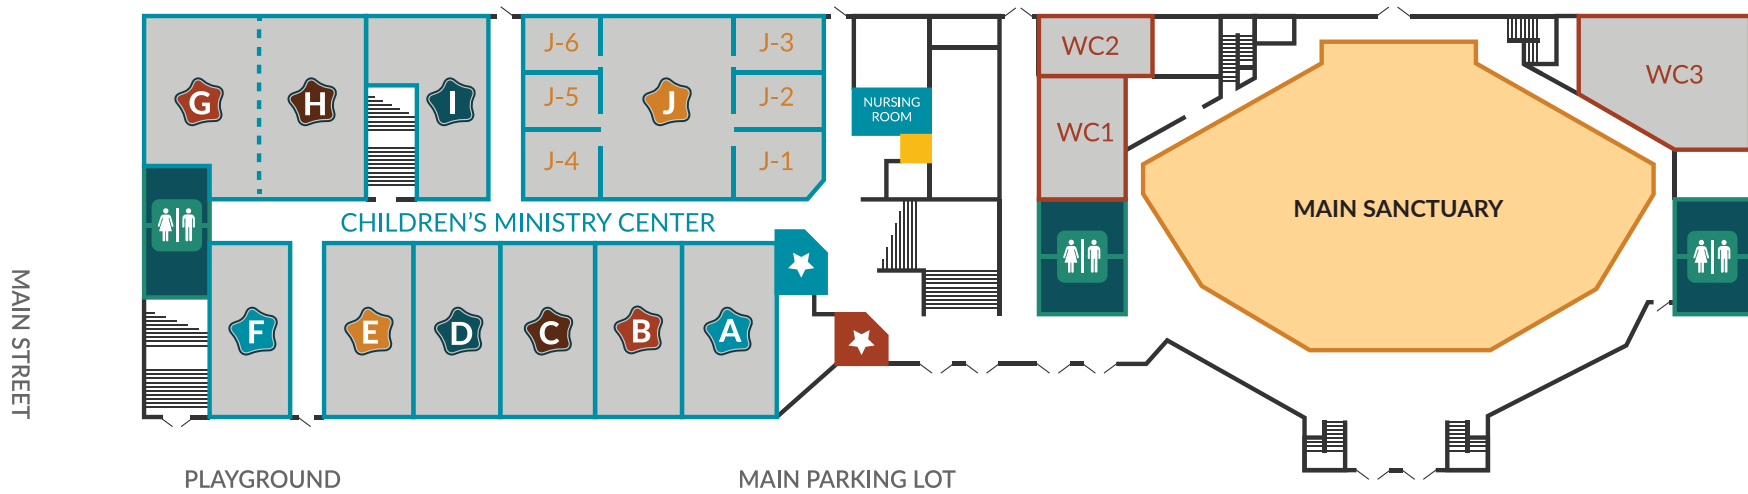 J-6
J-3
WC2
WC3
G
H
I
J-5
J
J-2
NURSING
ROOM
WC1
J-4
J-1
CHILDREN'S MINISTRY CENTER
MAIN SANCTUARY
MAIN STREET
F
E
D
C
B
A
PLAYGROUND
MAIN PARKING LOT